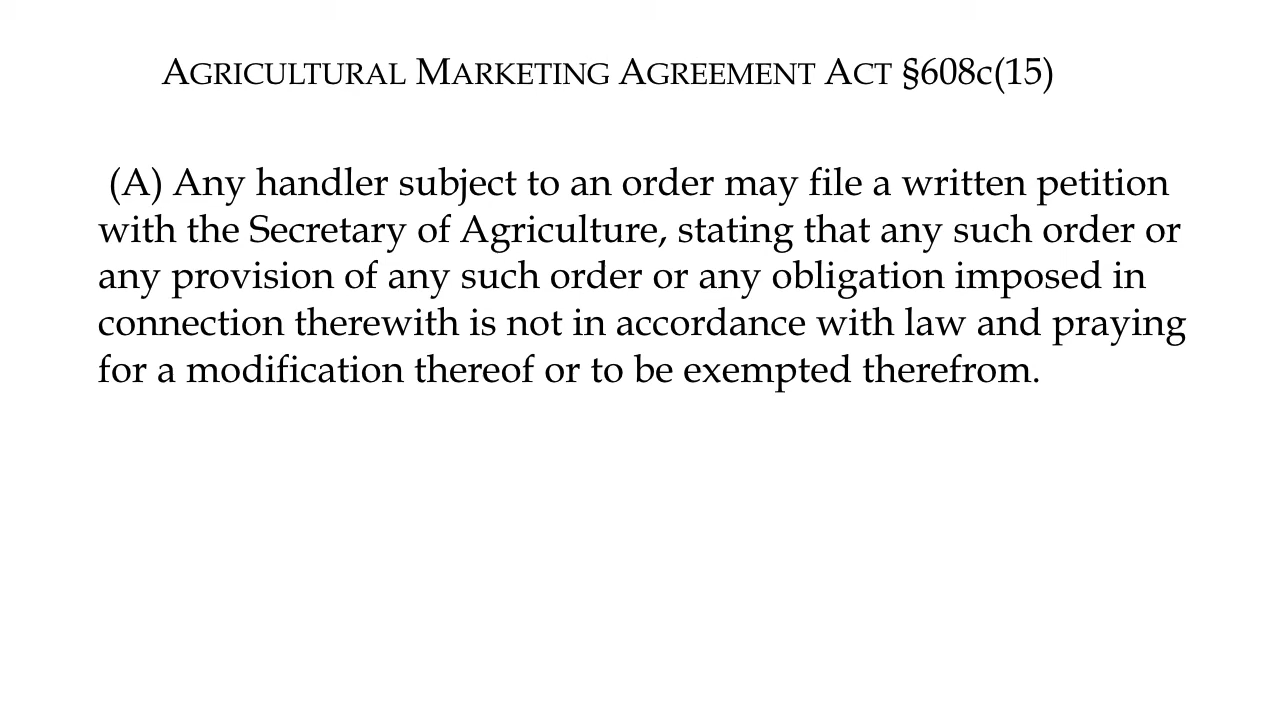 AGRICULTURAL MARKETING AGREEMENT ACT §608c(15)
(A) Any handler subject to an order may file a written petition
with the Secretary of Agriculture, stating that any such order or
any provision of any such order or any obligation imposed in
connection therewith is not in accordance with law and praying
for a modification thereof or to be exempted therefrom.